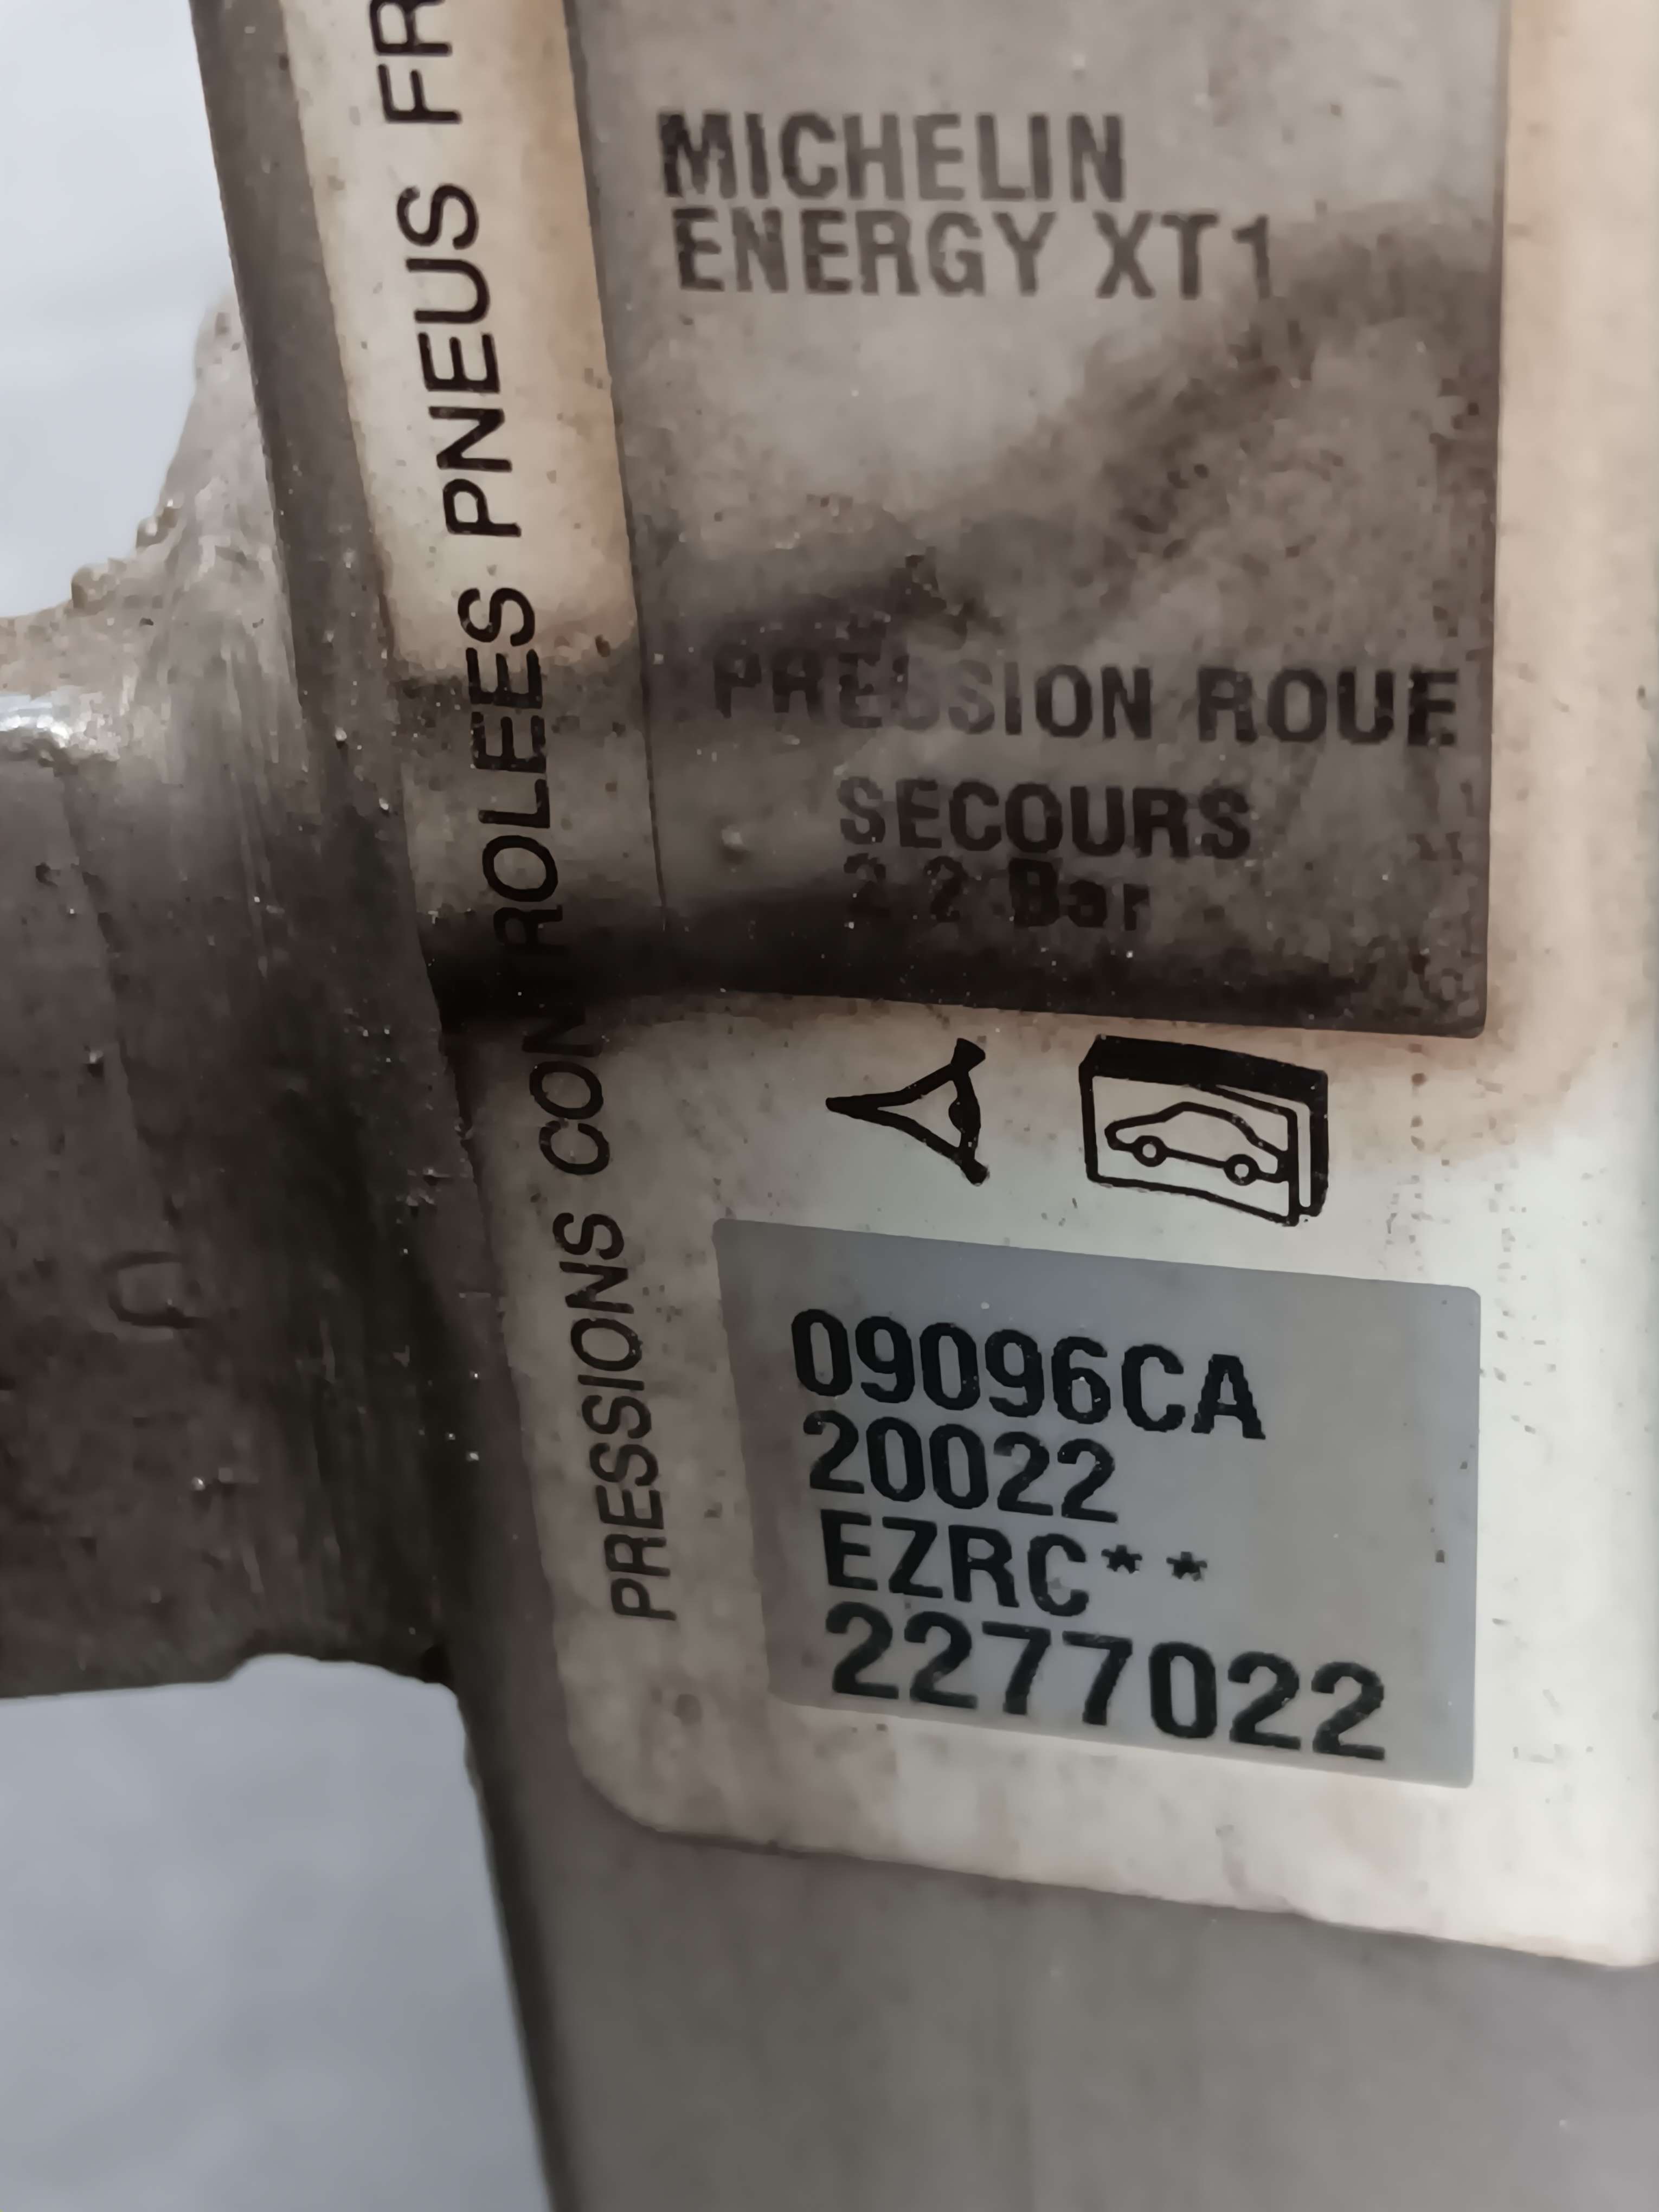 PRESSIONS CONTROLEES PNEUS FR
MICHELIN
ENERGY XT1
PRESSION ROUE
SECOURS
2.2 Bar
09096CA
20022
EZRC**
2277022